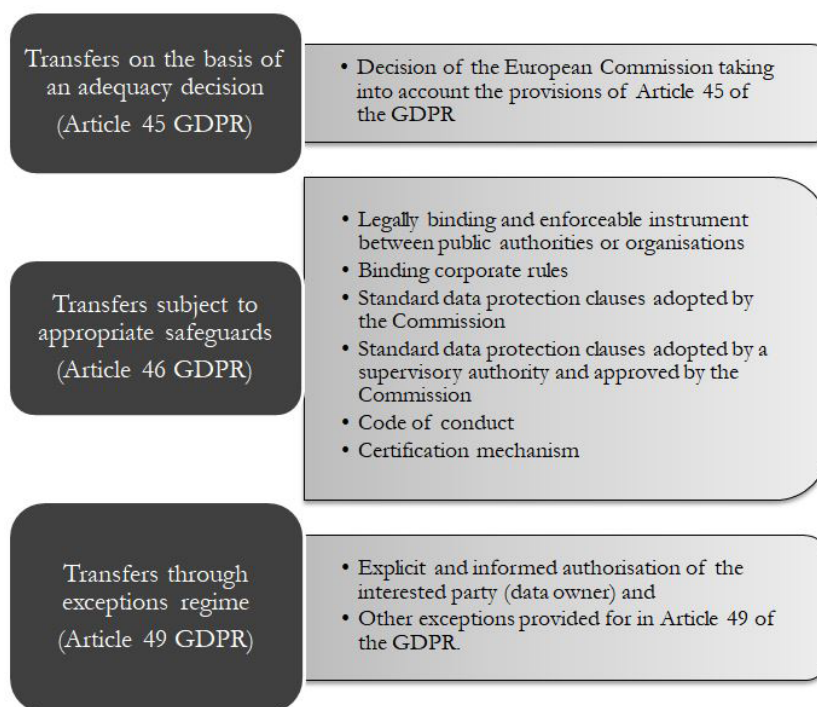 Transfers on the basis of
an adequacy decision
(Article 45 GDPR)
• Decision of the European Commission taking
into account the provisions of Article 45 of
the GDPR
Transfers subject to
appropriate safeguards
(Article 46 GDPR)
• Legally binding and enforceable instrument
between public authorities or organisations
• Binding corporate rules
• Standard data protection clauses adopted by
the Commission
• Standard data protection clauses adopted by a
supervisory authority and approved by the
Commission
• Code of conduct
• Certification mechanism
Transfers through
exceptions regime
(Article 49 GDPR)
• Explicit and informed authorisation of the
interested party (data owner) and
• Other exceptions provided for in Article 49 of
the GDPR.